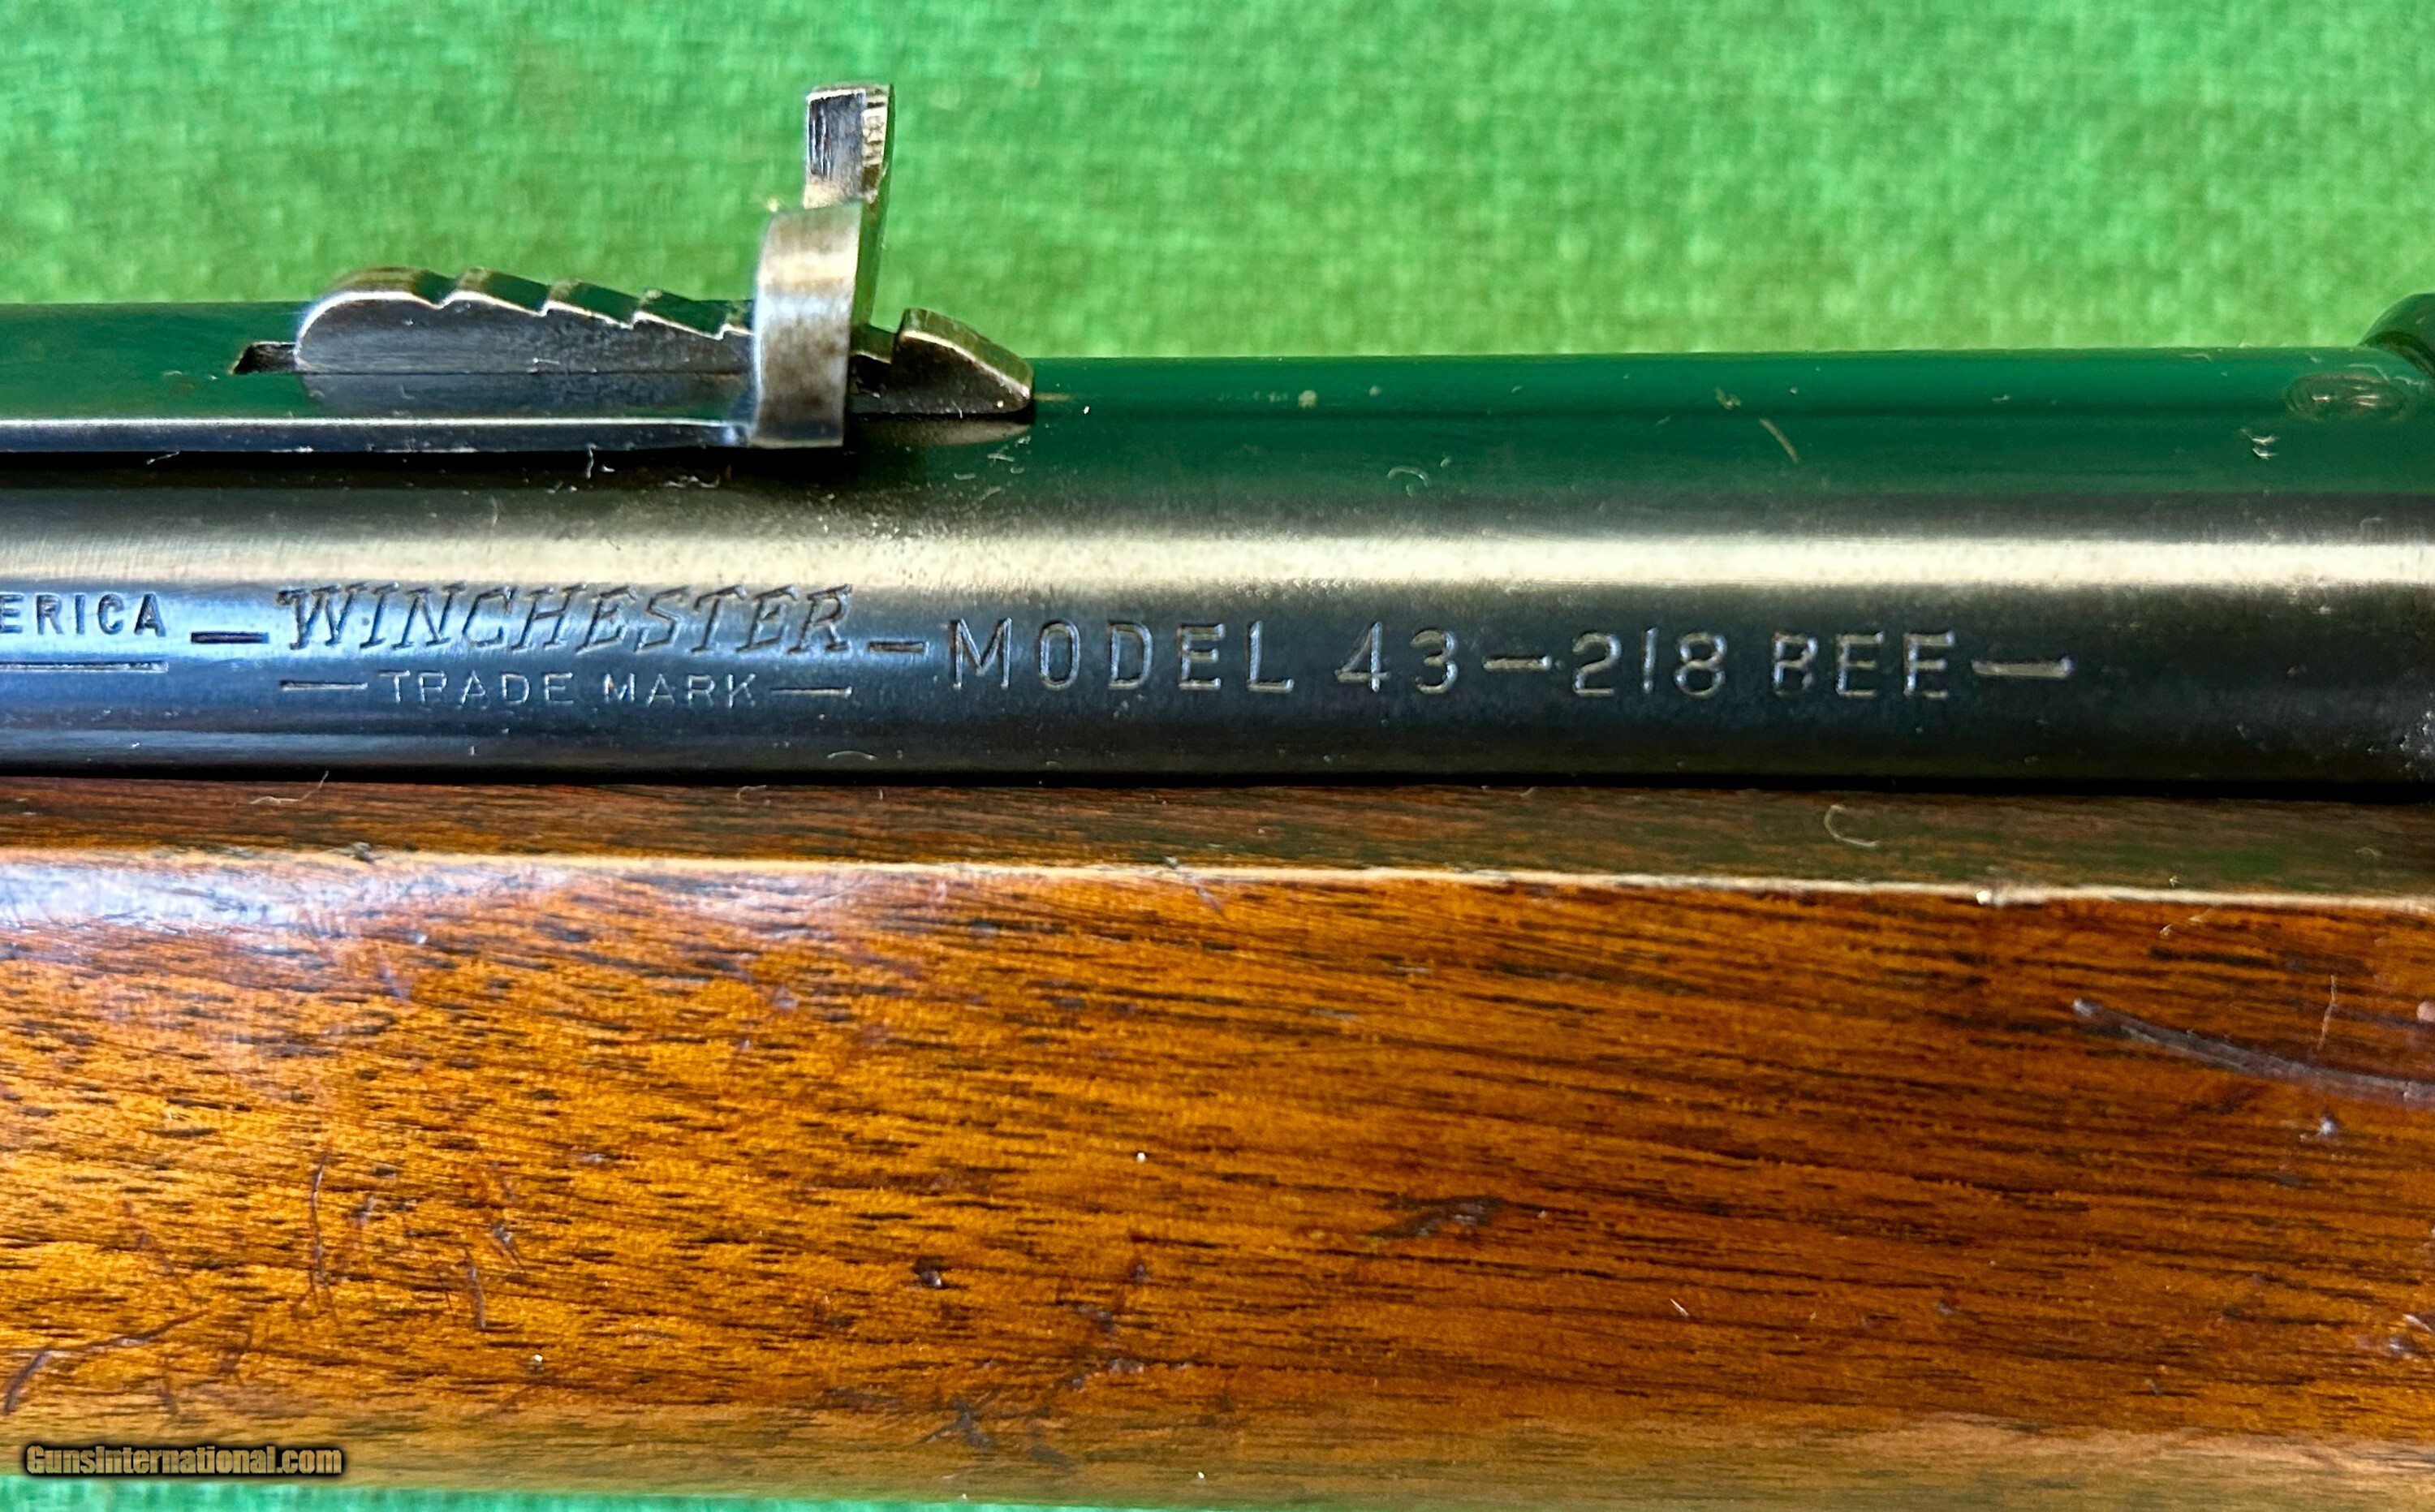 ERICA — WINCHESTER — MODEL 43 — 218 BEE —
— TRADE MARK —
GunsInternational.com